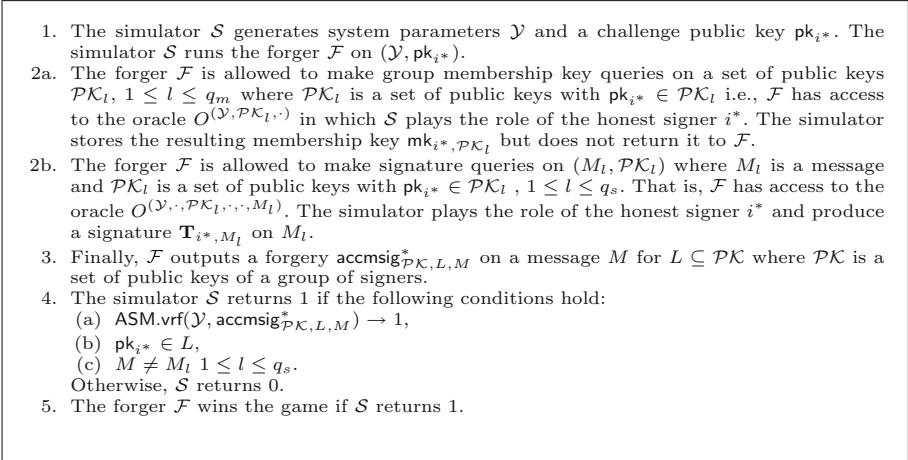 1. The simulator 𝒮 generates system parameters 𝒴 and a challenge public key pk_{i*}. The
simulator 𝒮 runs the forger ℱ on (𝒴, pk_{i*}).
2a. The forger ℱ is allowed to make group membership key queries on a set of public keys
𝒫𝒦_l, 1 ≤ l ≤ q_m where 𝒫𝒦_l is a set of public keys with pk_{i*} ∈ 𝒫𝒦_l i.e., ℱ has access
to the oracle O^{(𝒴,𝒫𝒦_l,·)} in which 𝒮 plays the role of the honest signer i*. The simulator
stores the resulting membership key mk_{i*,𝒫𝒦_l} but does not return it to ℱ.
2b. The forger ℱ is allowed to make signature queries on (M_l, 𝒫𝒦_l) where M_l is a message
and 𝒫𝒦_l is a set of public keys with pk_{i*} ∈ 𝒫𝒦_l , 1 ≤ l ≤ q_s. That is, ℱ has access to the
oracle O^{(𝒴,·,𝒫𝒦_l,·,·,M_l)}. The simulator plays the role of the honest signer i* and produce
a signature 𝐓_{i*,M_l} on M_l.
3. Finally, ℱ outputs a forgery accmsig*_{𝒫𝒦,L,M} on a message M for L ⊆ 𝒫𝒦 where 𝒫𝒦 is a
set of public keys of a group of signers.
4. The simulator 𝒮 returns 1 if the following conditions hold:
(a) ASM.vrf(𝒴, accmsig*_{𝒫𝒦,L,M}) → 1,
(b) pk_{i*} ∈ L,
(c) M ≠ M_l 1 ≤ l ≤ q_s.
Otherwise, 𝒮 returns 0.
5. The forger ℱ wins the game if 𝒮 returns 1.